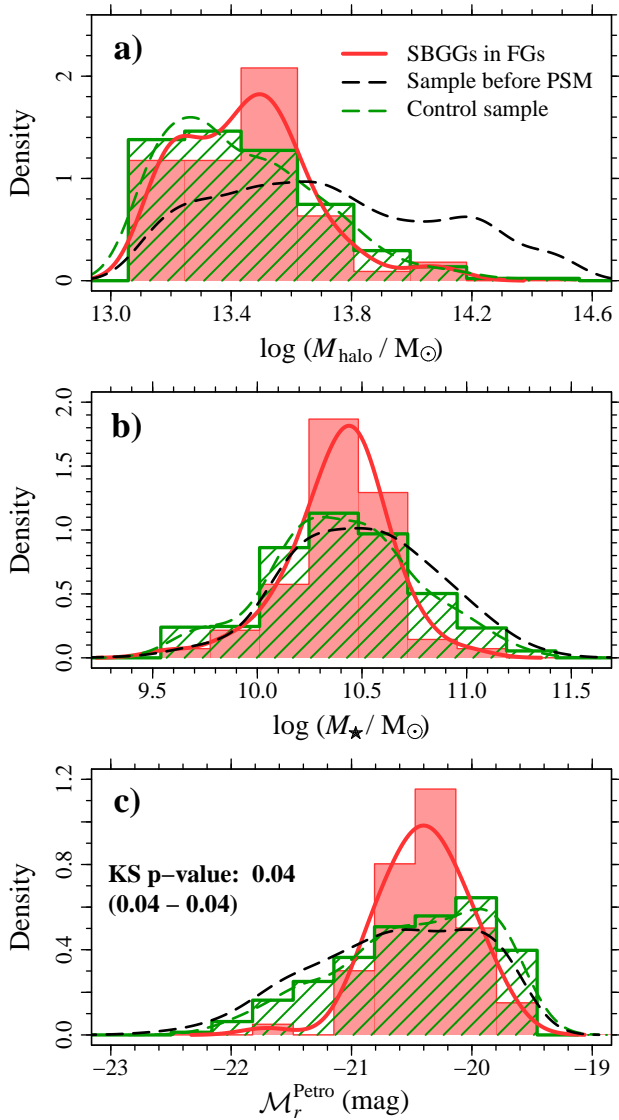 a)
SBGGs in FGs
Sample before PSM
Control sample
Density
0 1 2
13.0 13.4 13.8 14.2 14.6
log (M_halo / M⊙)
b)
Density
0.0 0.5 1.0 1.5 2.0
9.5 10.0 10.5 11.0 11.5
log (M★ / M⊙)
c)
KS p−value: 0.04
(0.04 − 0.04)
Density
0.0 0.4 0.8 1.2
−23 −22 −21 −20 −19
ℳ_r^Petro (mag)